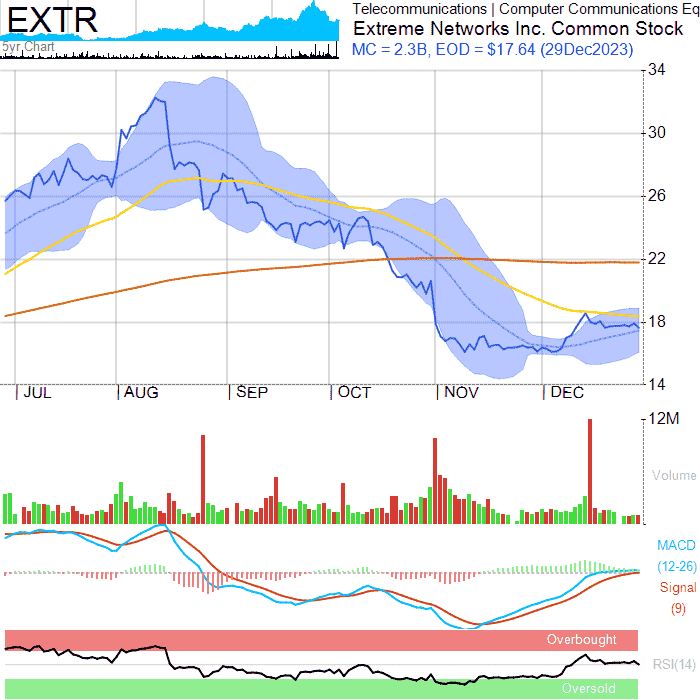 EXTR
5yr Chart
Telecommunications | Computer Communications Eq
Extreme Networks Inc. Common Stock
MC = 2.3B, EOD = $17.64 (29Dec2023)
34
30
26
22
18
14
JUL AUG SEP OCT NOV DEC
12M
Volume
MACD
(12-26)
Signal
(9)
Overbought
RSI(14)
Oversold